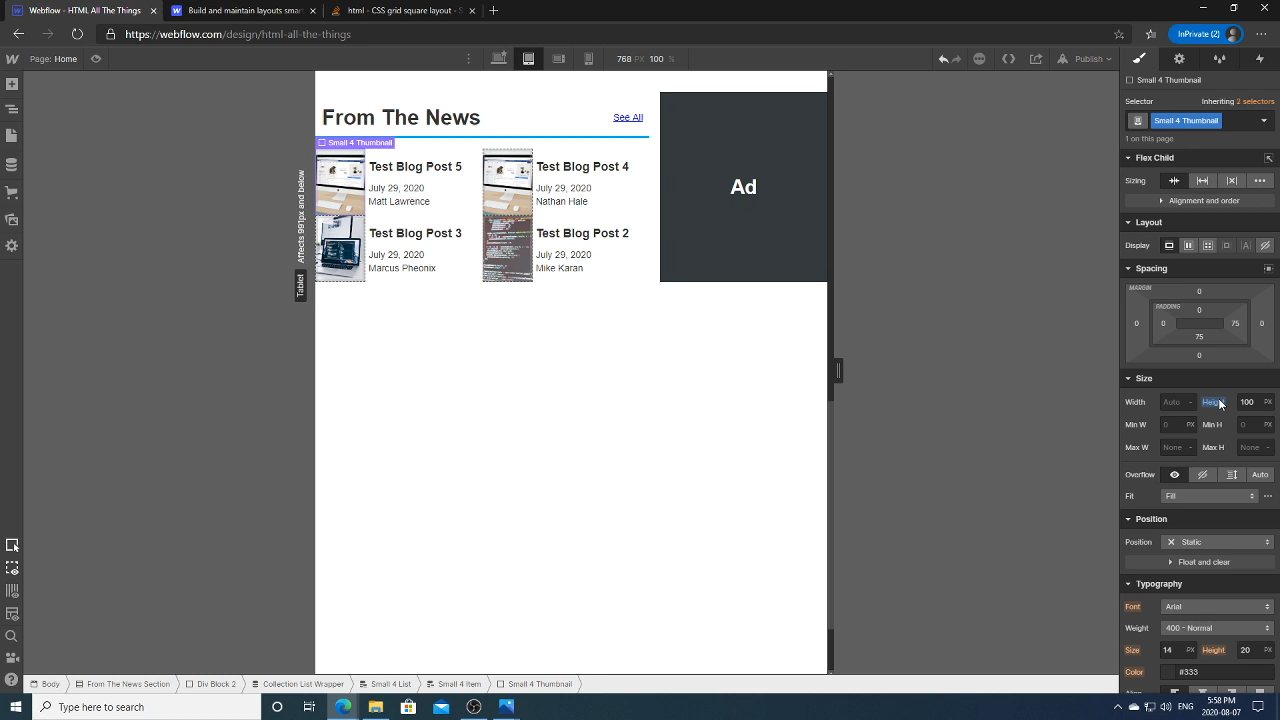 Webflow - HTML All The Things
Build and maintain layouts smart
html - CSS grid square layout - S
https://webflow.com/design/html-all-the-things
InPrivate (2)
Page: Home
768 PX 100 %
Publish
From The News
See All
Small 4 Thumbnail
Test Blog Post 5
July 29, 2020
Matt Lawrence
Test Blog Post 4
July 29, 2020
Nathan Hale
Test Blog Post 3
July 29, 2020
Marcus Pheonix
Test Blog Post 2
July 29, 2020
Mike Karan
Ad
Affects 991px and below
Tablet
Small 4 Thumbnail
Selector
Inheriting 2 selectors
Small 4 Thumbnail
1 on this page
Flex Child
Sizing
Alignment and order
Layout
Display
Spacing
MARGIN
0
PADDING
0
0 0 75 0
75
0
Size
Width Auto - Height 100 PX
Min W 0 PX Min H 0 PX
Max W None - Max H None -
Overflow Auto
Fit Fill
Position
Position Static
Float and clear
Typography
Font Arial
Weight 400 - Normal
Size 14 PX Height 20 PX
Color #333
Body From The News Section Div Block 2 Collection List Wrapper Small 4 List Small 4 Item Small 4 Thumbnail
Type here to search
ENG
5:58 PM
2020-08-07